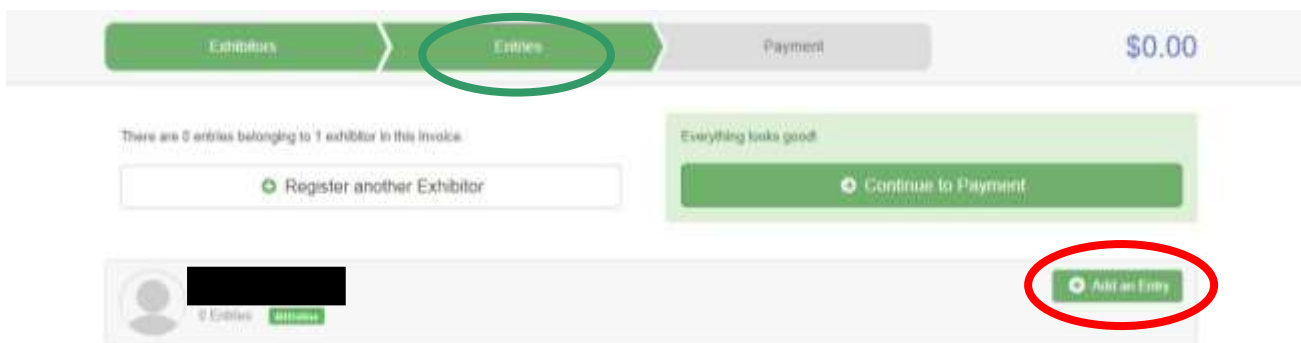 Exhibitors
Entries
Payment
$0.00
There are 0 entries belonging to 1 exhibitor in this invoice.
Everything looks good!
Register another Exhibitor
Continue to Payment
Add an Entry
0 Entries